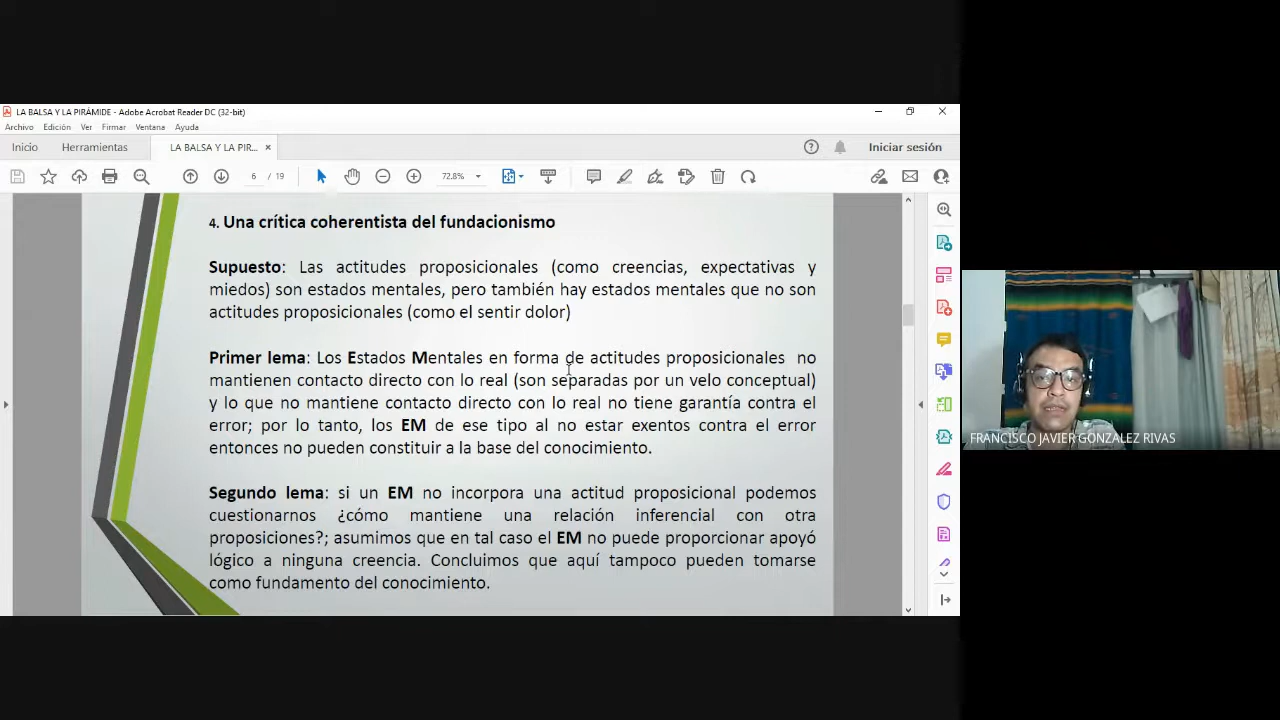 LA BALSA Y LA PIRÁMIDE - Adobe Acrobat Reader DC (32-bit)
Archivo Edición Ver Firmar Ventana Ayuda
Inicio Herramientas LA BALSA Y LA PIR... × Iniciar sesión
6 / 19 72.8%
4. Una crítica coherentista del fundacionismo
Supuesto: Las actitudes proposicionales (como creencias, expectativas y
miedos) son estados mentales, pero también hay estados mentales que no son
actitudes proposicionales (como el sentir dolor)
Primer lema: Los Estados Mentales en forma de actitudes proposicionales no
mantienen contacto directo con lo real (son separadas por un velo conceptual)
y lo que no mantiene contacto directo con lo real no tiene garantía contra el
error; por lo tanto, los EM de ese tipo al no estar exentos contra el error
entonces no pueden constituir a la base del conocimiento.
Segundo lema: si un EM no incorpora una actitud proposicional podemos
cuestionarnos ¿cómo mantiene una relación inferencial con otra
proposiciones?; asumimos que en tal caso el EM no puede proporcionar apoyó
lógico a ninguna creencia. Concluimos que aquí tampoco pueden tomarse
como fundamento del conocimiento.
FRANCISCO JAVIER GONZALEZ RIVAS